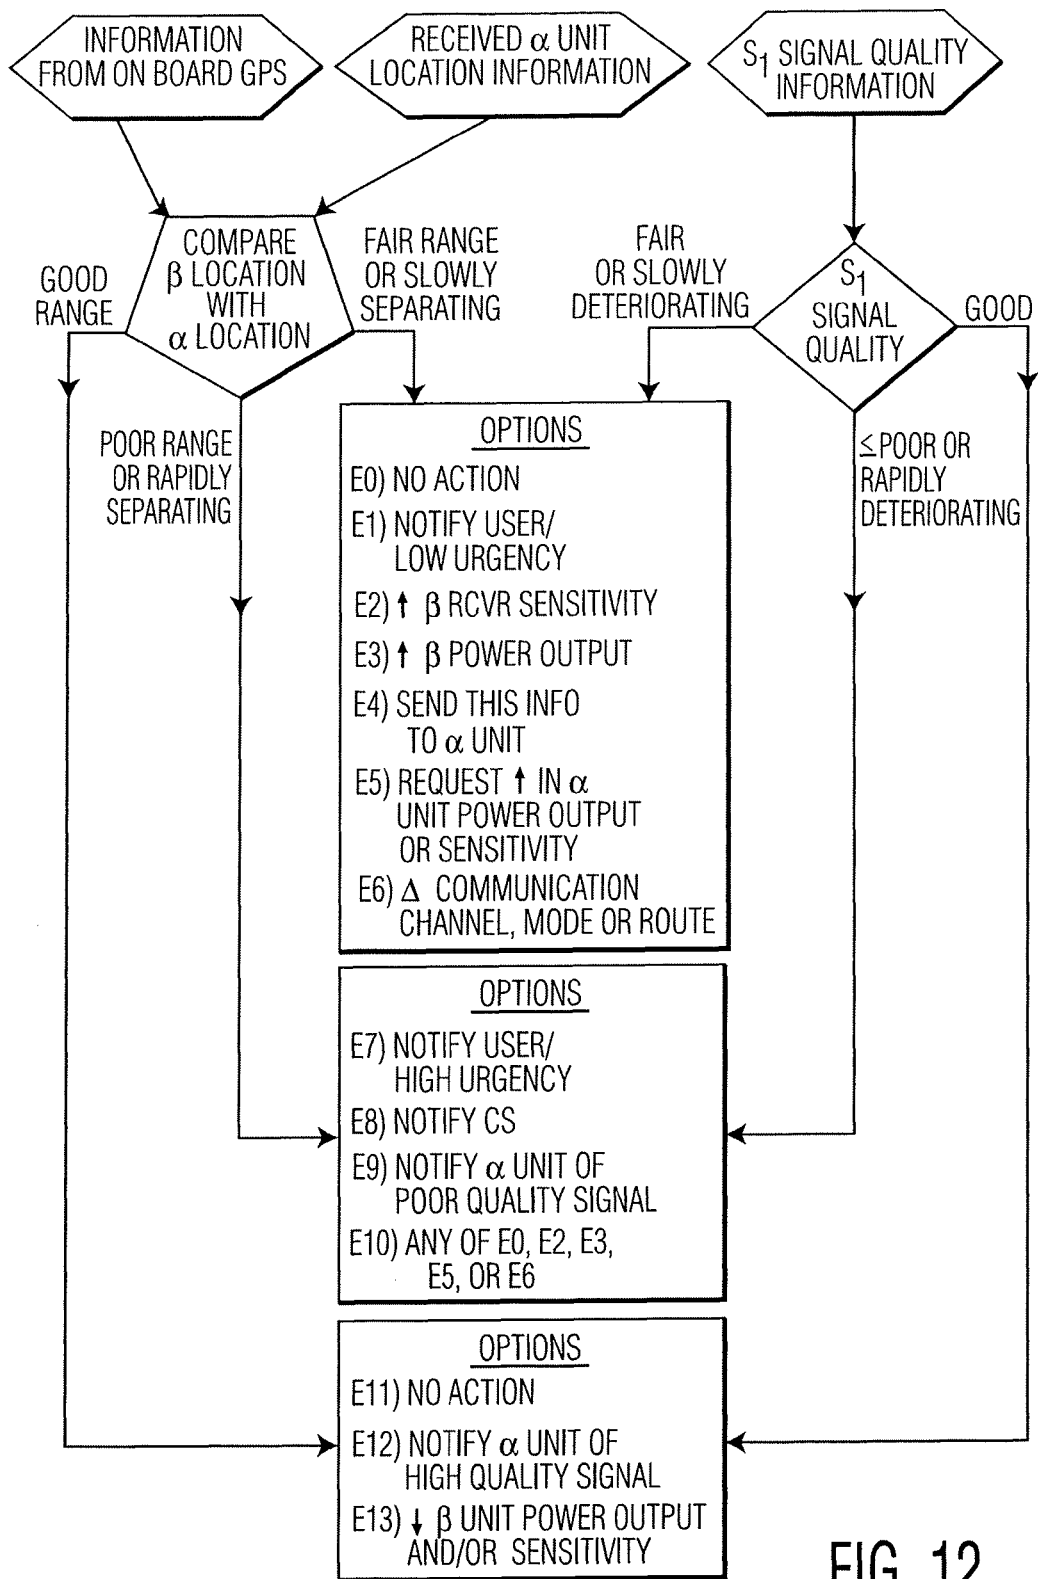 INFORMATION
FROM ON BOARD GPS
RECEIVED α UNIT
LOCATION INFORMATION
S1 SIGNAL QUALITY
INFORMATION
COMPARE
β LOCATION
WITH
α LOCATION
GOOD
RANGE
FAIR RANGE
OR SLOWLY
SEPARATING
FAIR
OR SLOWLY
DETERIORATING
S1
SIGNAL
QUALITY
GOOD
POOR RANGE
OR RAPIDLY
SEPARATING
≤POOR OR
RAPIDLY
DETERIORATING
OPTIONS
E0) NO ACTION
E1) NOTIFY USER/
LOW URGENCY
E2) ↑ β RCVR SENSITIVITY
E3) ↑ β POWER OUTPUT
E4) SEND THIS INFO
TO α UNIT
E5) REQUEST ↑ IN α
UNIT POWER OUTPUT
OR SENSITIVITY
E6) Δ COMMUNICATION
CHANNEL, MODE OR ROUTE
OPTIONS
E7) NOTIFY USER/
HIGH URGENCY
E8) NOTIFY CS
E9) NOTIFY α UNIT OF
POOR QUALITY SIGNAL
E10) ANY OF E0, E2, E3,
E5, OR E6
OPTIONS
E11) NO ACTION
E12) NOTIFY α UNIT OF
HIGH QUALITY SIGNAL
E13) ↓ β UNIT POWER OUTPUT
AND/OR SENSITIVITY
FIG. 12